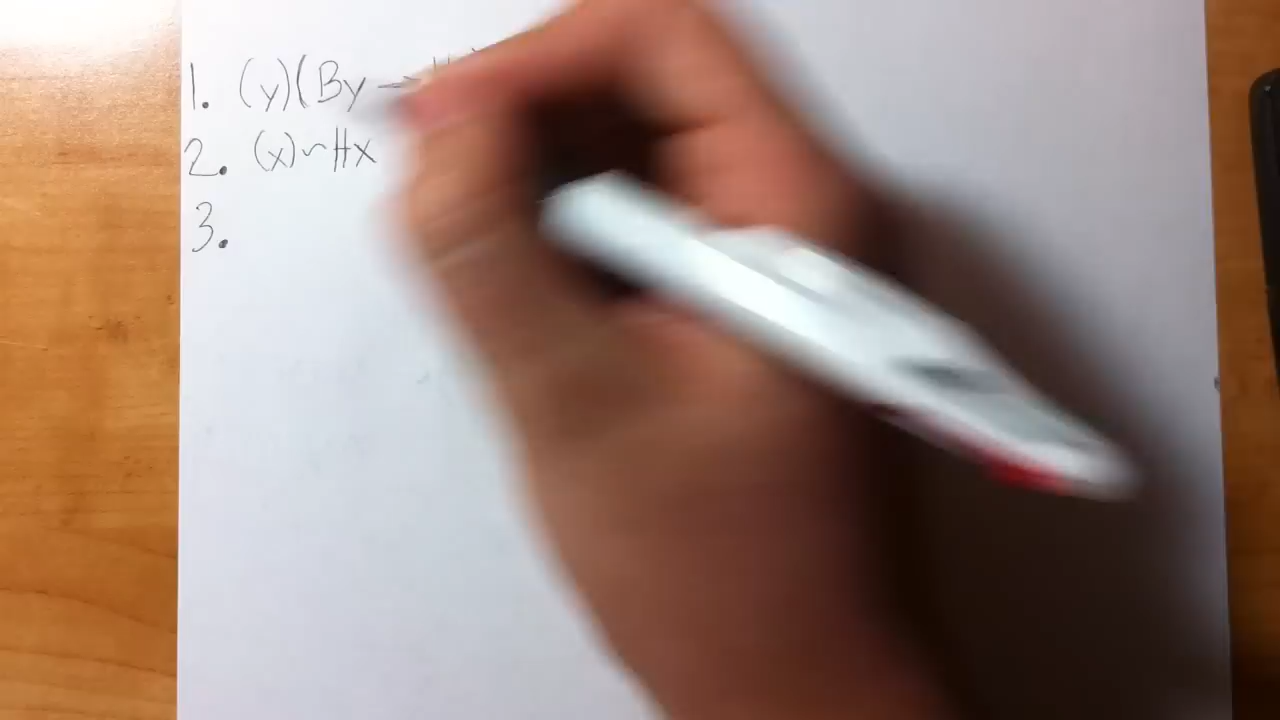 1. (y)(By →
2. (x)~Hx
3.